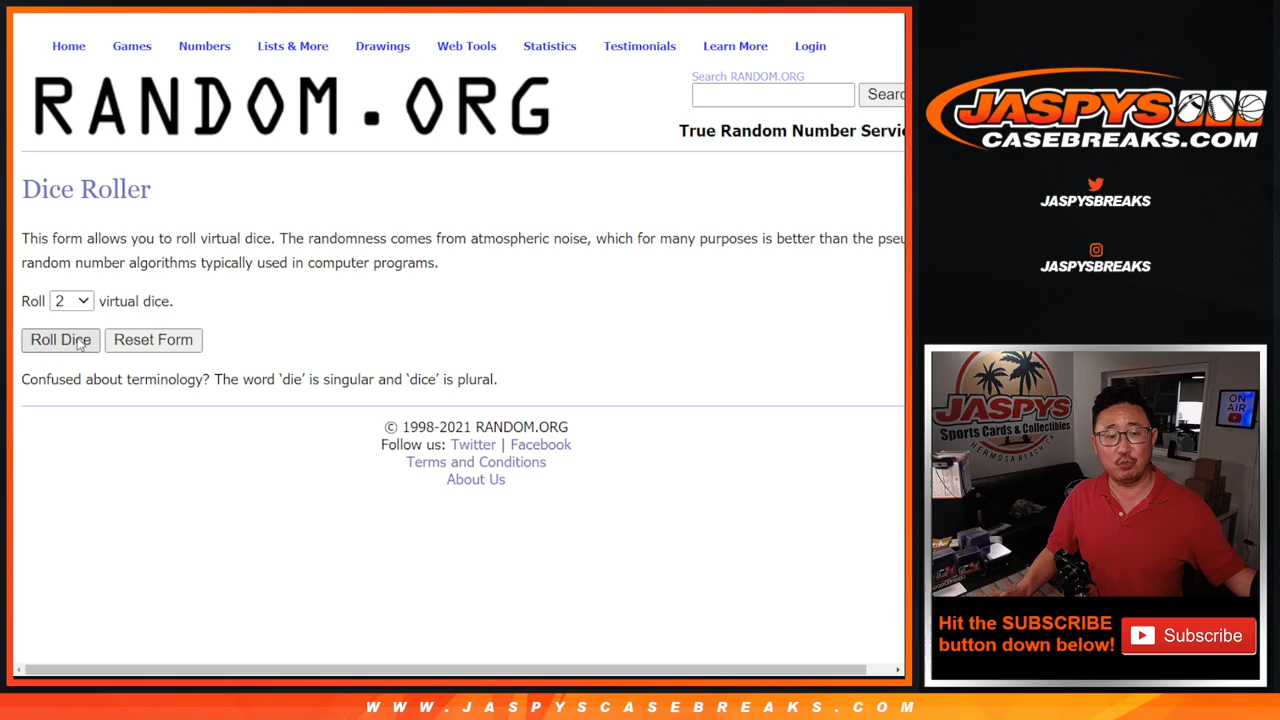 Home Games Numbers Lists & More Drawings Web Tools Statistics Testimonials Learn More Login
RANDOM.ORG
Search RANDOM.ORG
Searc
True Random Number Servi
Dice Roller
This form allows you to roll virtual dice. The randomness comes from atmospheric noise, which for many purposes is better than the pseu
random number algorithms typically used in computer programs.
Roll 2 virtual dice.
Roll Dice Reset Form
Confused about terminology? The word ‘die’ is singular and ‘dice’ is plural.
© 1998-2021 RANDOM.ORG
Follow us: Twitter | Facebook
Terms and Conditions
About Us
JASPYS
CASEBREAKS.COM
JASPYSBREAKS
JASPYSBREAKS
JASPYS
Sports Cards & Collectibles
HERMOSA BEACH, CA
ON AIR
Hit the SUBSCRIBE
button down below!
Subscribe
WWW.JASPYSCASEBREAKS.COM